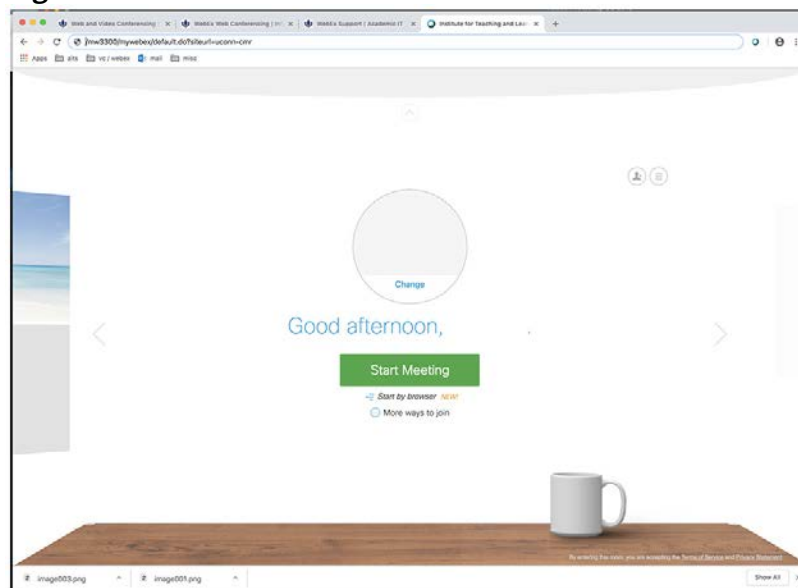 Web and Video Conferencing
WebEx Web Conferencing | In
WebEx Support | Academic IT
Institute for Teaching and Lea
/mw3300/mywebex/default.do?siteurl=uconn-cmr
Apps
aits
vc / webex
mail
misc
Change
Good afternoon,
Start Meeting
Start by browser NEW!
More ways to join
By entering this room, you are accepting the Terms of Service and Privacy Statement.
image003.png
image001.png
Show All